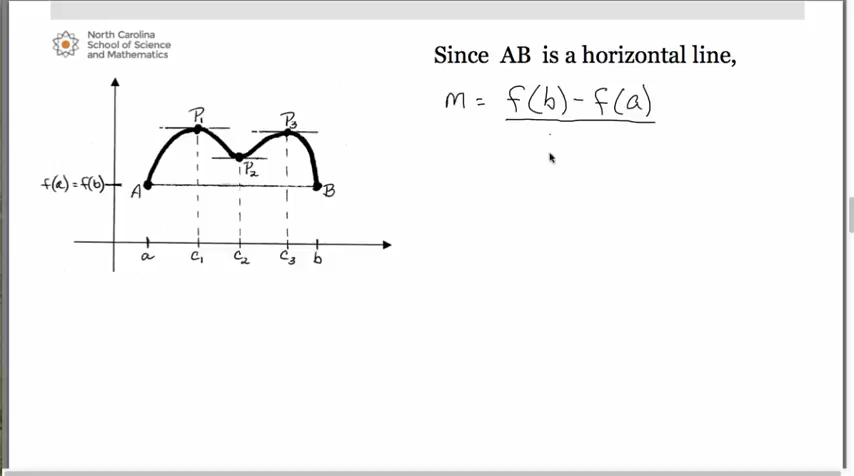 North Carolina
School of Science
and Mathematics
Since AB is a horizontal line,
m = f(b) - f(a)
P₁
P₃
P₂
f(a) = f(b)
A
B
a
c₁
c₂
c₃
b